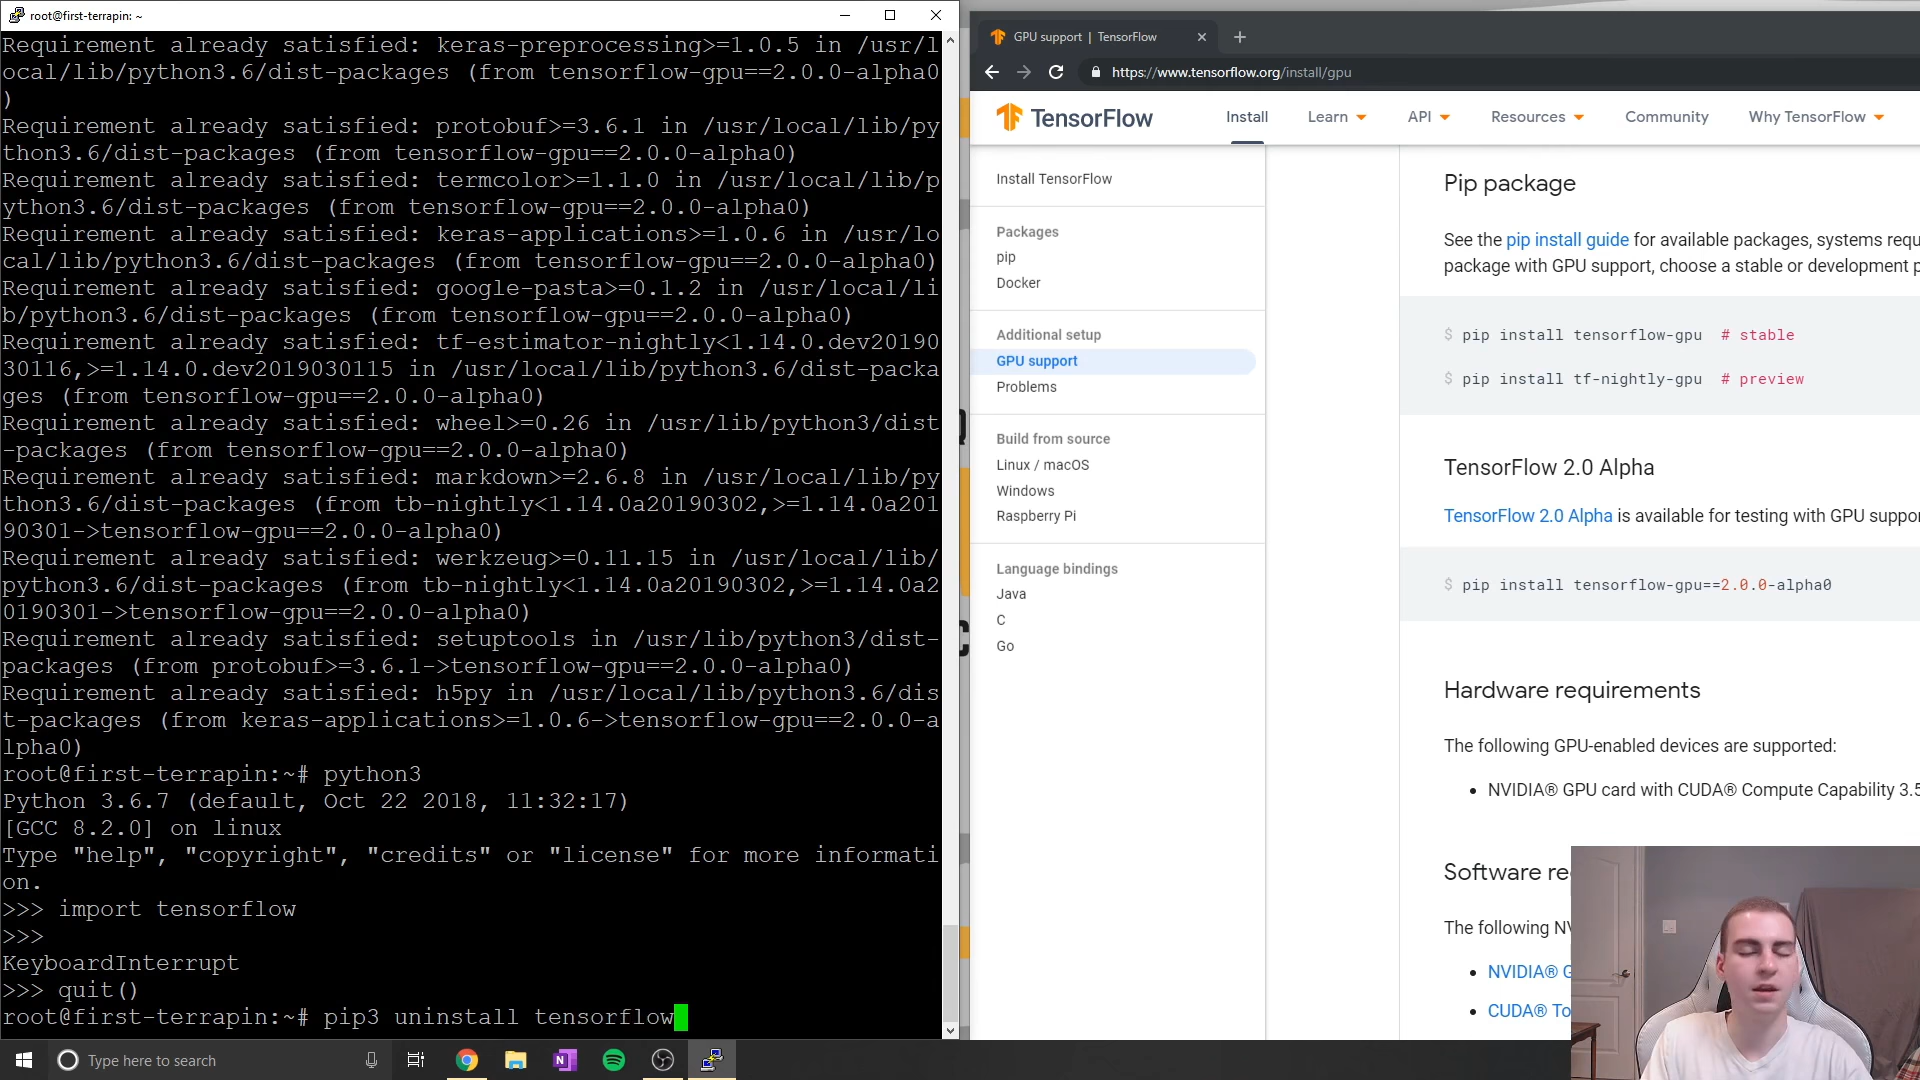 root@first-terrapin: ~
Requirement already satisfied: keras-preprocessing>=1.0.5 in /usr/l
ocal/lib/python3.6/dist-packages (from tensorflow-gpu==2.0.0-alpha0
)
Requirement already satisfied: protobuf>=3.6.1 in /usr/local/lib/py
thon3.6/dist-packages (from tensorflow-gpu==2.0.0-alpha0)
Requirement already satisfied: termcolor>=1.1.0 in /usr/local/lib/p
ython3.6/dist-packages (from tensorflow-gpu==2.0.0-alpha0)
Requirement already satisfied: keras-applications>=1.0.6 in /usr/lo
cal/lib/python3.6/dist-packages (from tensorflow-gpu==2.0.0-alpha0)
Requirement already satisfied: google-pasta>=0.1.2 in /usr/local/li
b/python3.6/dist-packages (from tensorflow-gpu==2.0.0-alpha0)
Requirement already satisfied: tf-estimator-nightly<1.14.0.dev20190
30116,>=1.14.0.dev2019030115 in /usr/local/lib/python3.6/dist-packa
ges (from tensorflow-gpu==2.0.0-alpha0)
Requirement already satisfied: wheel>=0.26 in /usr/lib/python3/dist
-packages (from tensorflow-gpu==2.0.0-alpha0)
Requirement already satisfied: markdown>=2.6.8 in /usr/local/lib/py
thon3.6/dist-packages (from tb-nightly<1.14.0a20190302,>=1.14.0a201
90301->tensorflow-gpu==2.0.0-alpha0)
Requirement already satisfied: werkzeug>=0.11.15 in /usr/local/lib/
python3.6/dist-packages (from tb-nightly<1.14.0a20190302,>=1.14.0a2
0190301->tensorflow-gpu==2.0.0-alpha0)
Requirement already satisfied: setuptools in /usr/lib/python3/dist-
packages (from protobuf>=3.6.1->tensorflow-gpu==2.0.0-alpha0)
Requirement already satisfied: h5py in /usr/local/lib/python3.6/dis
t-packages (from keras-applications>=1.0.6->tensorflow-gpu==2.0.0-a
lpha0)
root@first-terrapin:~# python3
Python 3.6.7 (default, Oct 22 2018, 11:32:17)
[GCC 8.2.0] on linux
Type "help", "copyright", "credits" or "license" for more informati
on.
>>> import tensorflow
>>>
KeyboardInterrupt
>>> quit()
root@first-terrapin:~# pip3 uninstall tensorflow
GPU support | TensorFlow
https://www.tensorflow.org/install/gpu
TensorFlow
Install
Learn
API
Resources
Community
Why TensorFlow
Install TensorFlow
Packages
pip
Docker
Additional setup
GPU support
Problems
Build from source
Linux / macOS
Windows
Raspberry Pi
Language bindings
Java
C
Go
Pip package
See the pip install guide for available packages, systems requ
package with GPU support, choose a stable or development p
$ pip install tensorflow-gpu # stable
$ pip install tf-nightly-gpu # preview
TensorFlow 2.0 Alpha
TensorFlow 2.0 Alpha is available for testing with GPU suppor
$ pip install tensorflow-gpu==2.0.0-alpha0
Hardware requirements
The following GPU-enabled devices are supported:
• NVIDIA® GPU card with CUDA® Compute Capability 3.5
Software re
The following NV
• NVIDIA® G
• CUDA® To
Type here to search